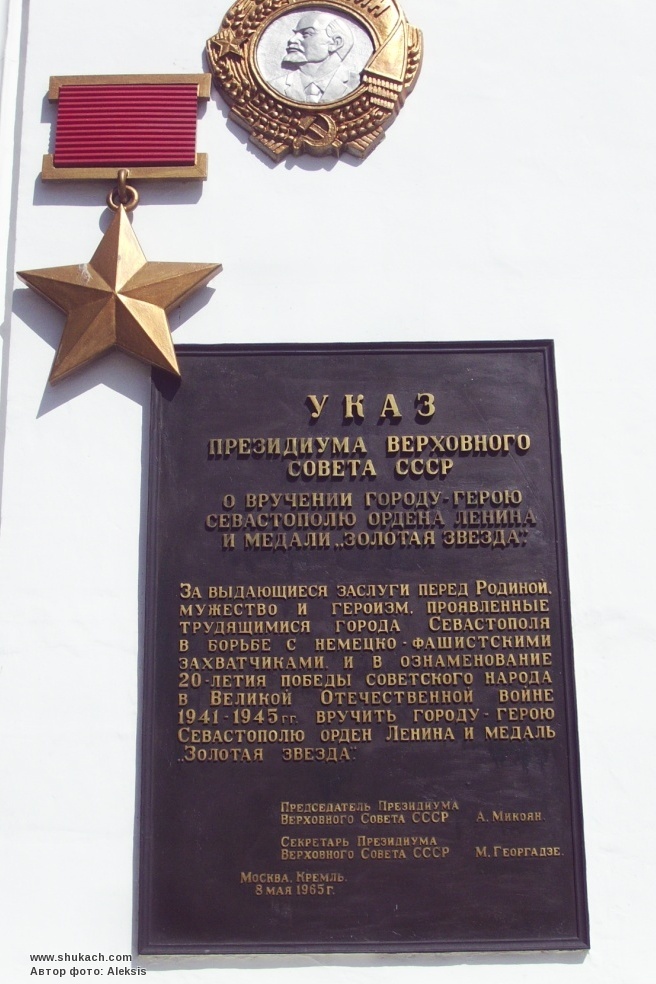 УКАЗ
ПРЕЗИДИУМА ВЕРХОВНОГО
СОВЕТА СССР
О ВРУЧЕНИИ ГОРОДУ-ГЕРОЮ
СЕВАСТОПОЛЮ ОРДЕНА ЛЕНИНА
И МЕДАЛИ „ЗОЛОТАЯ ЗВЕЗДА".
ЗА ВЫДАЮЩИЕСЯ ЗАСЛУГИ ПЕРЕД РОДИНОЙ,
МУЖЕСТВО И ГЕРОИЗМ, ПРОЯВЛЕННЫЕ
ТРУДЯЩИМИСЯ ГОРОДА СЕВАСТОПОЛЯ
В БОРЬБЕ С НЕМЕЦКО-ФАШИСТСКИМИ
ЗАХВАТЧИКАМИ, И В ОЗНАМЕНОВАНИЕ
20-ЛЕТИЯ ПОБЕДЫ СОВЕТСКОГО НАРОДА
В ВЕЛИКОЙ ОТЕЧЕСТВЕННОЙ ВОЙНЕ
1941-1945 гг. ВРУЧИТЬ ГОРОДУ-ГЕРОЮ
СЕВАСТОПОЛЮ ОРДЕН ЛЕНИНА И МЕДАЛЬ
„ЗОЛОТАЯ ЗВЕЗДА".
ПРЕДСЕДАТЕЛЬ ПРЕЗИДИУМА
ВЕРХОВНОГО СОВЕТА СССР А. МИКОЯН.
СЕКРЕТАРЬ ПРЕЗИДИУМА
ВЕРХОВНОГО СОВЕТА СССР М. ГЕОРГАДЗЕ.
МОСКВА, КРЕМЛЬ.
8 МАЯ 1965 г.
www.shukach.com
Автор фото: Aleksis